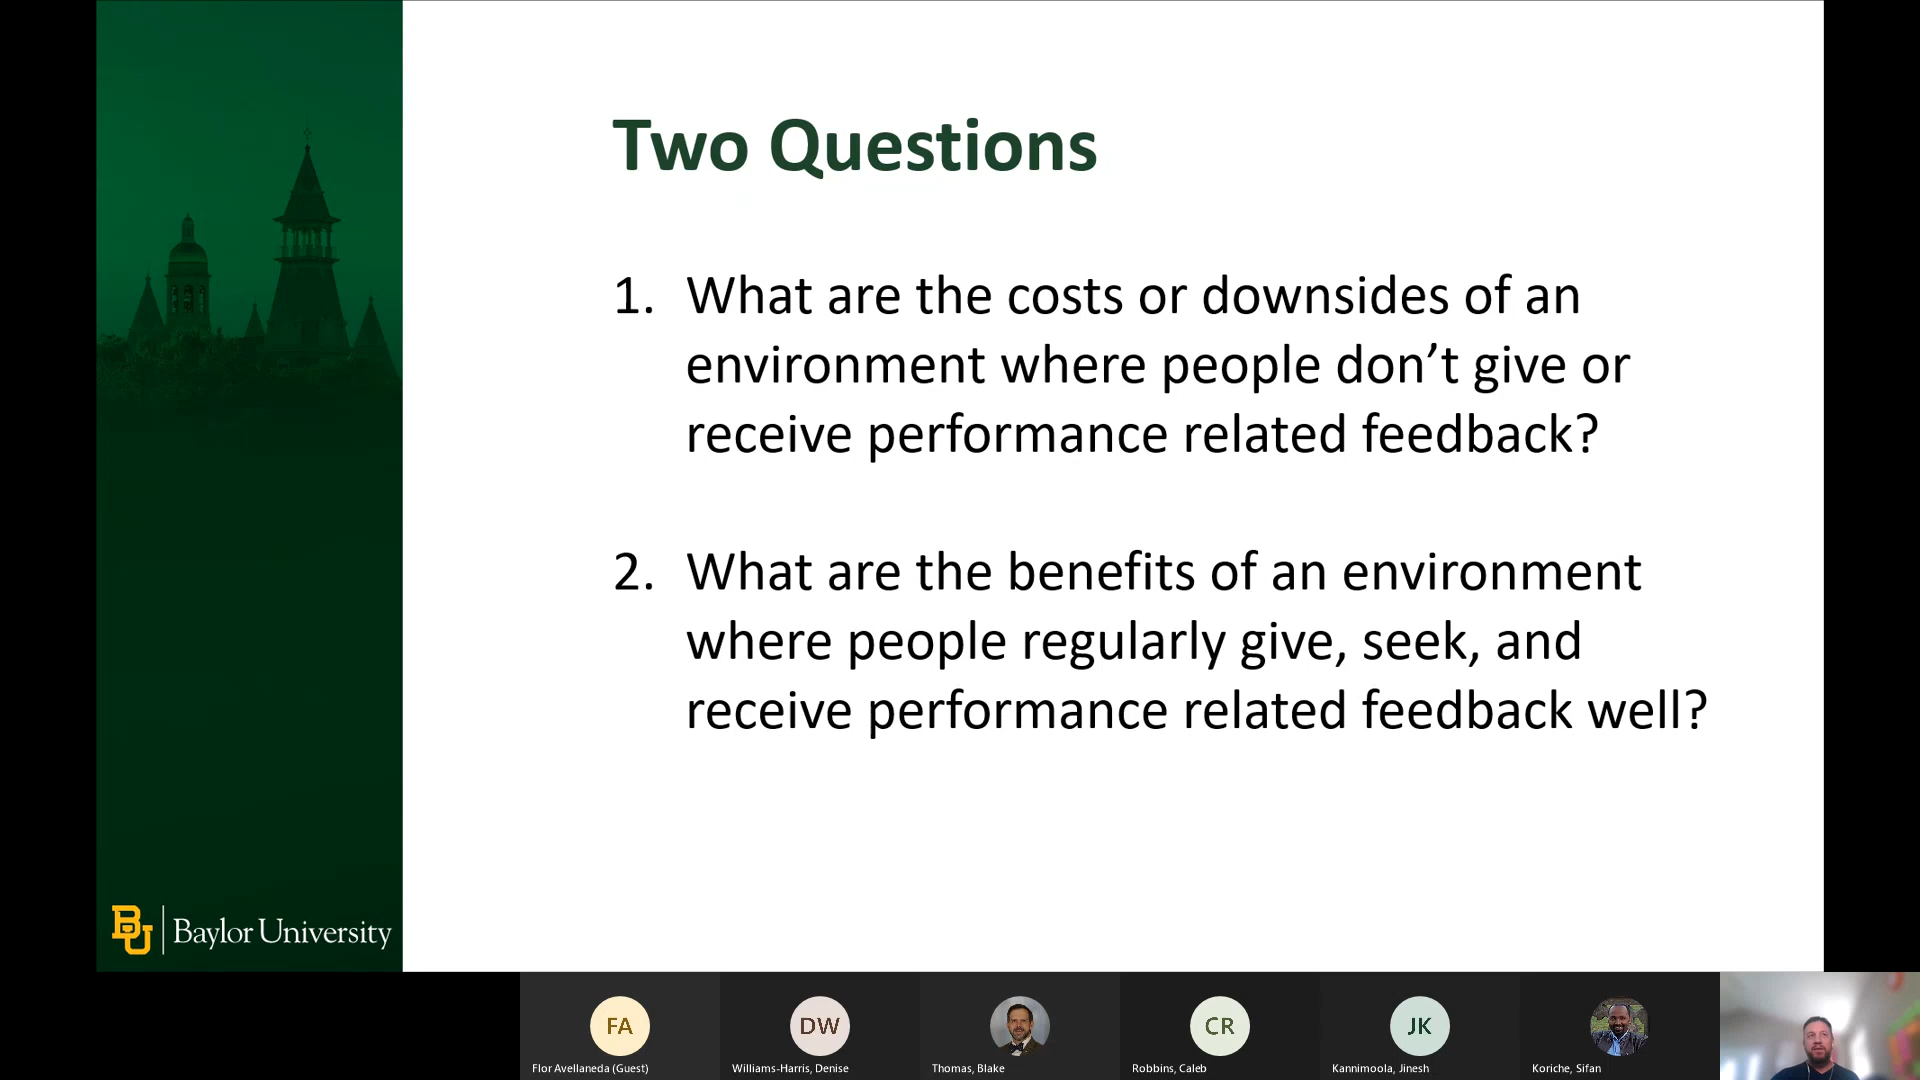 Two Questions
1. What are the costs or downsides of an
environment where people don’t give or
receive performance related feedback?
2. What are the benefits of an environment
where people regularly give, seek, and
receive performance related feedback well?
BU | Baylor University
FA
DW
CR
JK
Flor Avellaneda (Guest)
Williams-Harris, Denise
Thomas, Blake
Robbins, Caleb
Kannimoola, Jinesh
Koriche, Sifan